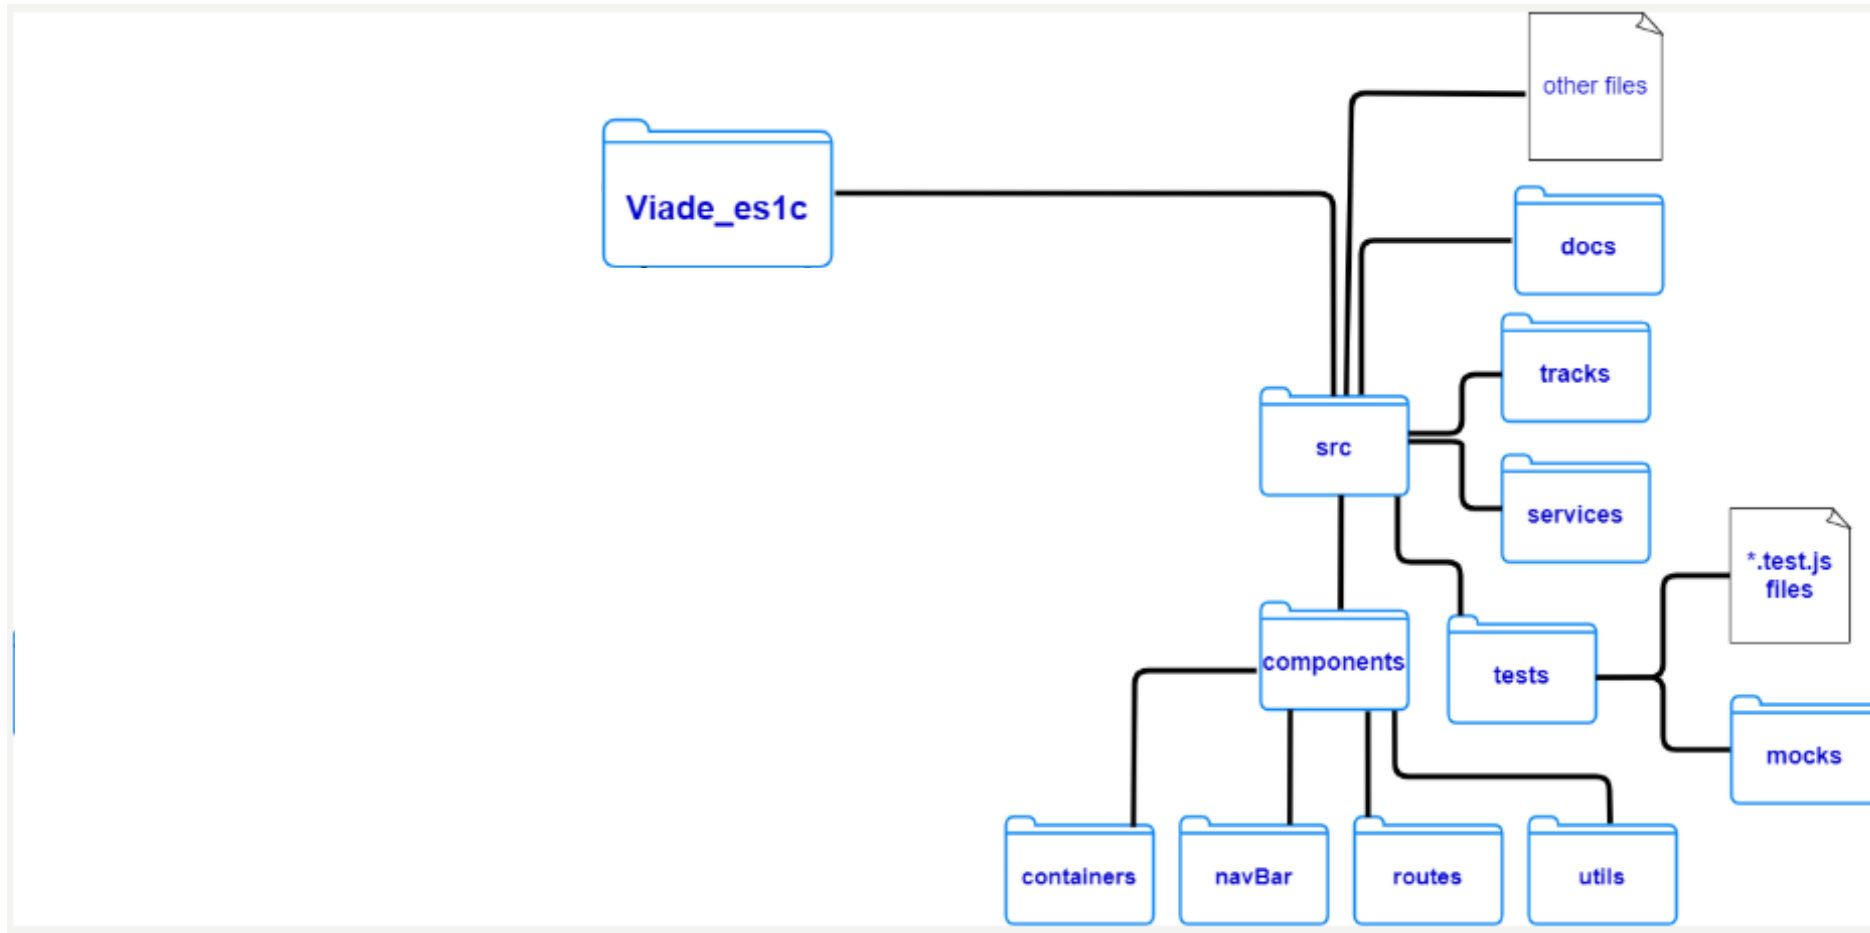 other files
Viade_es1c
docs
tracks
src
services
*.test.js
files
components
tests
mocks
containers
navBar
routes
utils